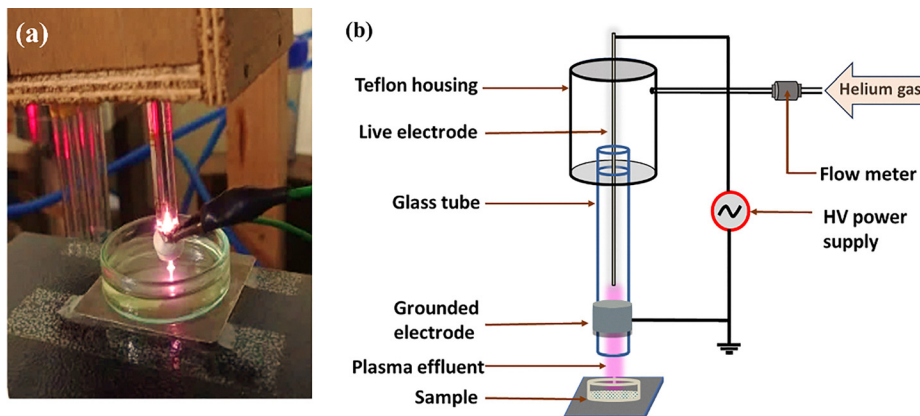 (a)
(b)
Teflon housing
Helium gas
Live electrode
Flow meter
Glass tube
HV power
supply
Grounded
electrode
Plasma effluent
Sample